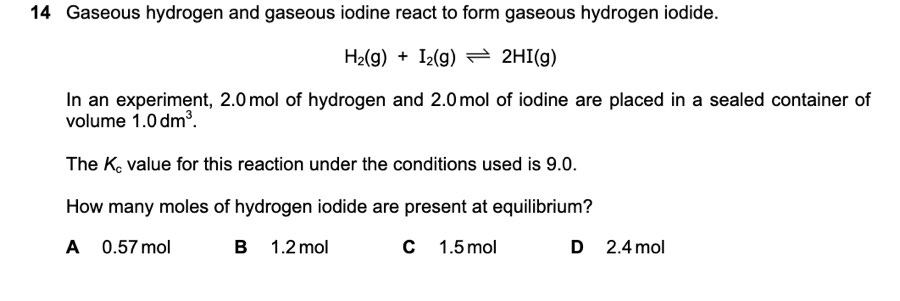 14 Gaseous hydrogen and gaseous iodine react to form gaseous hydrogen iodide.
H₂(g) + I₂(g) ⇌ 2HI(g)
In an experiment, 2.0 mol of hydrogen and 2.0 mol of iodine are placed in a sealed container of
volume 1.0 dm³.
The Kc value for this reaction under the conditions used is 9.0.
How many moles of hydrogen iodide are present at equilibrium?
A 0.57 mol B 1.2 mol C 1.5 mol D 2.4 mol